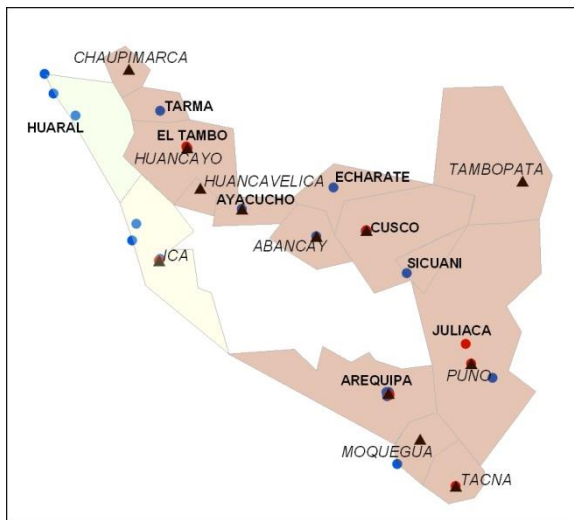 CHAUPIMARCA
TARMA
HUARAL
EL TAMBO
HUANCAYO
TAMBOPATA
HUANCAVELICA
ECHARATE
AYACUCHO
ABANCAY
CUSCO
ICA
SICUANI
JULIACA
PUNO
AREQUIPA
MOQUEGUA
TACNA